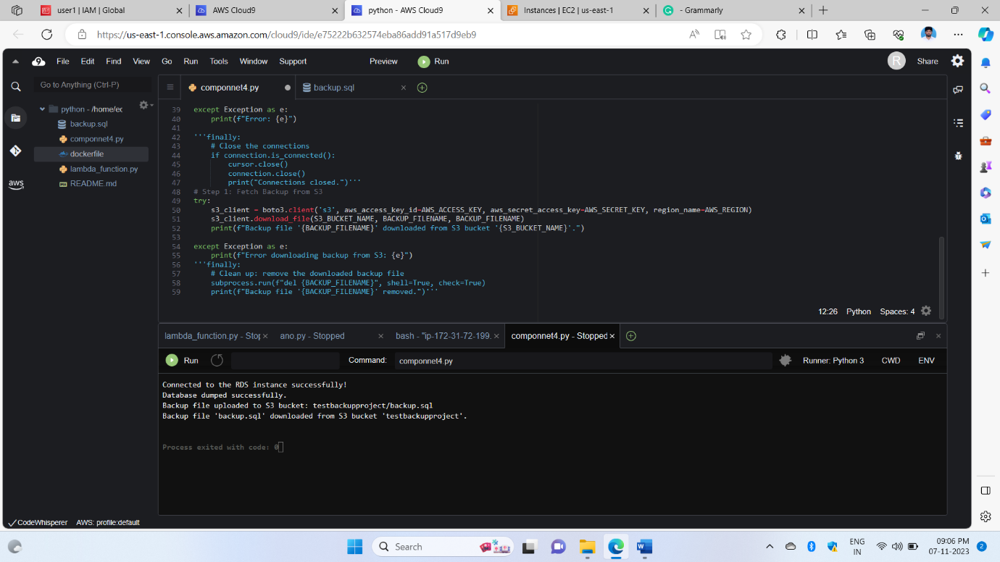 user1 | IAM | Global
AWS Cloud9
python - AWS Cloud9
Instances | EC2 | us-east-1
- Grammarly
https://us-east-1.console.aws.amazon.com/cloud9/ide/e75222b632574eba86add91a517d9eb9
File Edit Find View Go Run Tools Window Support Preview Run
R Share
Go to Anything (Ctrl-P)
python - /home/ec
backup.sql
componnet4.py
dockerfile
lambda_function.py
README.md
aws
componnet4.py
backup.sql
39 except Exception as e:
40     print(f"Error: {e}")
41
42 '''finally:
43     # Close the connections
44     if connection.is_connected():
45         cursor.close()
46         connection.close()
47         print("Connections closed.")'''
48 # Step 1: Fetch Backup from S3
49 try:
50     s3_client = boto3.client('s3', aws_access_key_id=AWS_ACCESS_KEY, aws_secret_access_key=AWS_SECRET_KEY, region_name=AWS_REGION)
51     s3_client.download_file(S3_BUCKET_NAME, BACKUP_FILENAME, BACKUP_FILENAME)
52     print(f"Backup file '{BACKUP_FILENAME}' downloaded from S3 bucket '{S3_BUCKET_NAME}'.")
53
54 except Exception as e:
55     print(f"Error downloading backup from S3: {e}")
56 '''finally:
57     # Clean up: remove the downloaded backup file
58     subprocess.run(f"del {BACKUP_FILENAME}", shell=True, check=True)
59     print(f"Backup file '{BACKUP_FILENAME}' removed.")'''
12:26 Python Spaces: 4
lambda_function.py - Stop
ano.py - Stopped
bash - "ip-172-31-72-199.
componnet4.py - Stopped
Run
Command: componnet4.py
Runner: Python 3 CWD ENV
Connected to the RDS instance successfully!
Database dumped successfully.
Backup file uploaded to S3 bucket: testbackupproject/backup.sql
Backup file 'backup.sql' downloaded from S3 bucket 'testbackupproject'.
Process exited with code: 0
CodeWhisperer AWS: profile:default
Search
ENG
IN
09:06 PM
07-11-2023
2